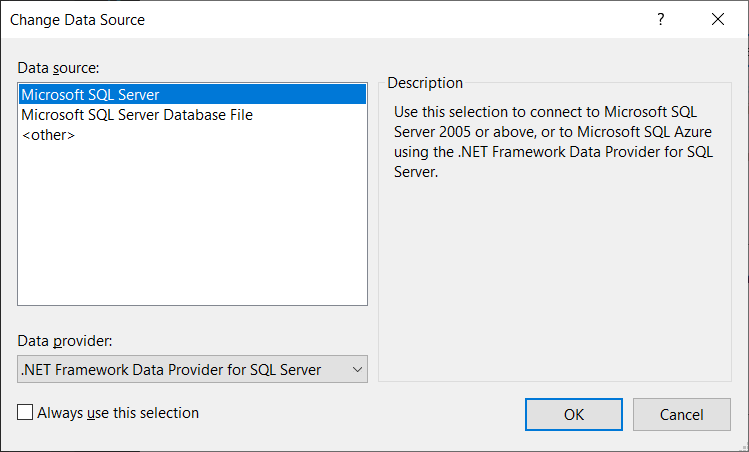 Change Data Source
?
Data source:
Microsoft SQL Server
Microsoft SQL Server Database File
<other>
Description
Use this selection to connect to Microsoft SQL
Server 2005 or above, or to Microsoft SQL Azure
using the .NET Framework Data Provider for SQL
Server.
Data provider:
.NET Framework Data Provider for SQL Server
Always use this selection
OK
Cancel